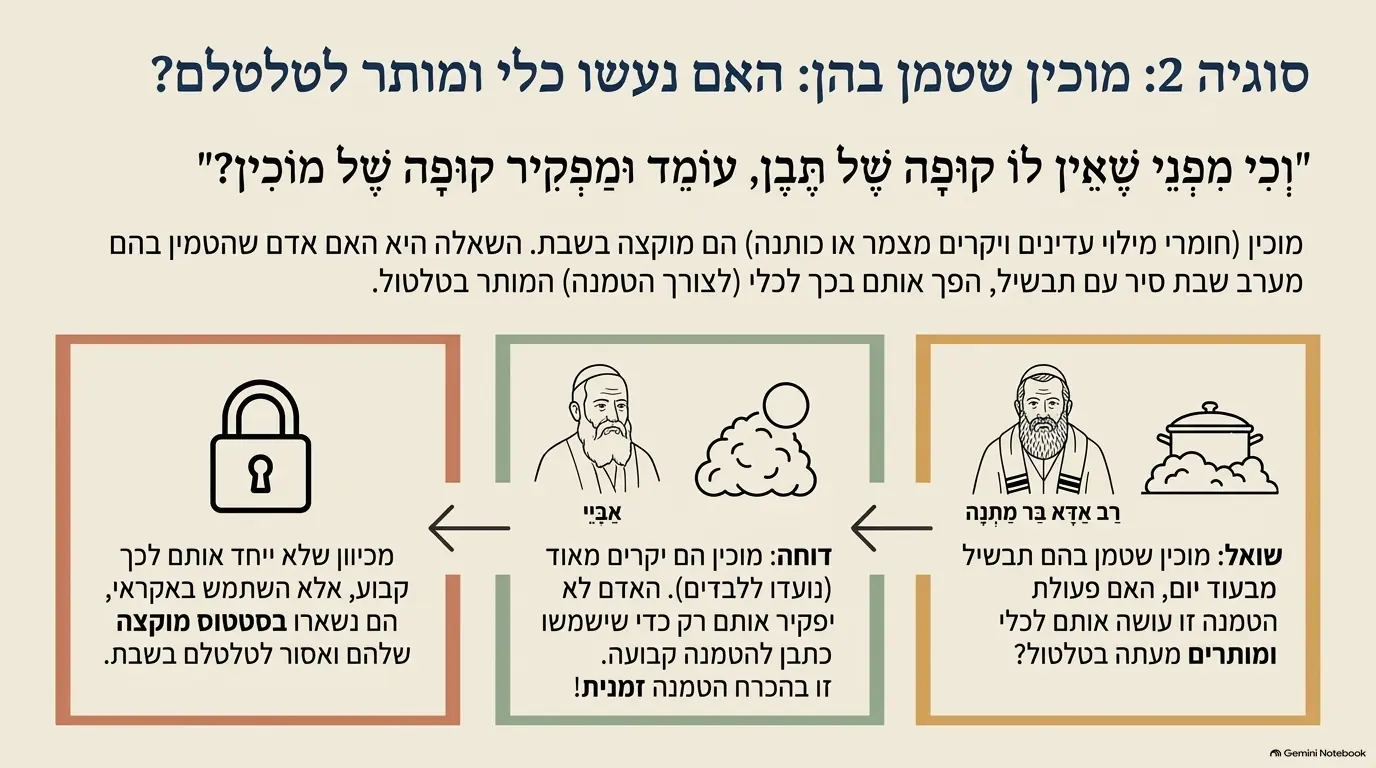 סוגיה 2: מוכין שטמן בהן: האם נעשו כלי ומותר לטלטלם?
"וְכִי מִפְּנֵי שֶׁאֵין לוֹ קוּפָּה שֶׁל תֶּבֶן, עוֹמֵד וּמַפְקִיר קוּפָּה שֶׁל מוֹכִין?"
מוכין (חומרי מילוי עדינים ויקרים מצמר או כותנה) הם מוקצה בשבת. השאלה היא האם אדם שהטמין בהם
מערב שבת סיר עם תבשיל, הפך אותם בכך לכלי (לצורך הטמנה) המותר בטלטול.
רַב אַדָּא בַּר מַתְנָה
שואל: מוכין שטמן בהם תבשיל
מבעוד יום, האם פעולת
הטמנה זו עושה אותם לכלי
ומותרים מעתה בטלטול?
אַבָּיֵי
דוחה: מוכין הם יקרים מאוד
(נועדו ללבדים). האדם לא
יפקיר אותם רק כדי שישמשו
כתבן להטמנה קבועה.
זו בהכרח הטמנה זמנית!
מכיוון שלא ייחד אותם לכך
קבוע, אלא השתמש באקראי,
הם נשארו בסטטוס מוקצה
שלהם ואסור לטלטלם בשבת.
Gemini Notebook